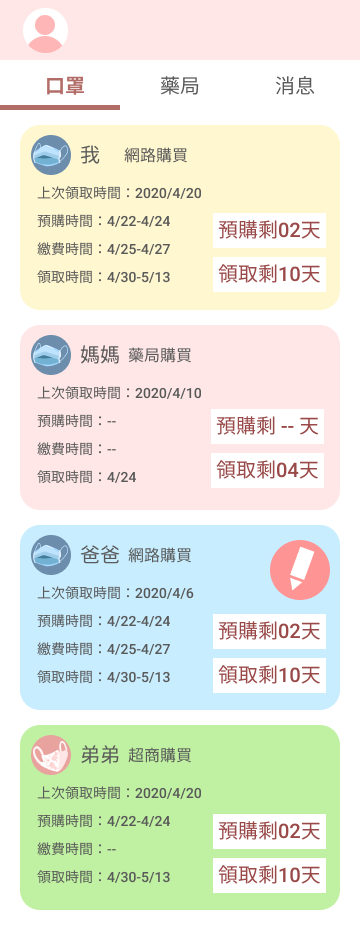 口罩 藥局 消息
我 網路購買
上次領取時間：2020/4/20
預購時間：4/22-4/24
預購剩02天
繳費時間：4/25-4/27
領取時間：4/30-5/13
領取剩10天
媽媽 藥局購買
上次領取時間：2020/4/10
預購時間：--
預購剩 -- 天
繳費時間：--
領取時間：4/24
領取剩04天
爸爸 網路購買
上次領取時間：2020/4/6
預購時間：4/22-4/24
預購剩02天
繳費時間：4/25-4/27
領取時間：4/30-5/13
領取剩10天
弟弟 超商購買
上次領取時間：2020/4/20
預購時間：4/22-4/24
預購剩02天
繳費時間：--
領取時間：4/30-5/13
領取剩10天